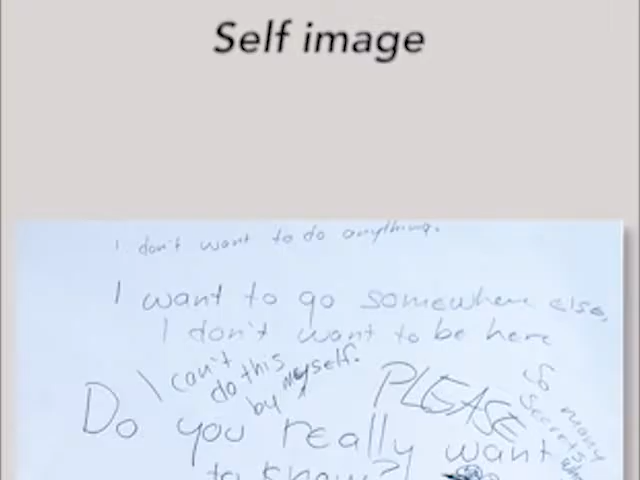 Self image
I don't want to do anything.
I want to go somewhere else,
I don't want to be here
I can't
do this
by myself.
PLEASE
So many
secrets
Do you really want
to know?!